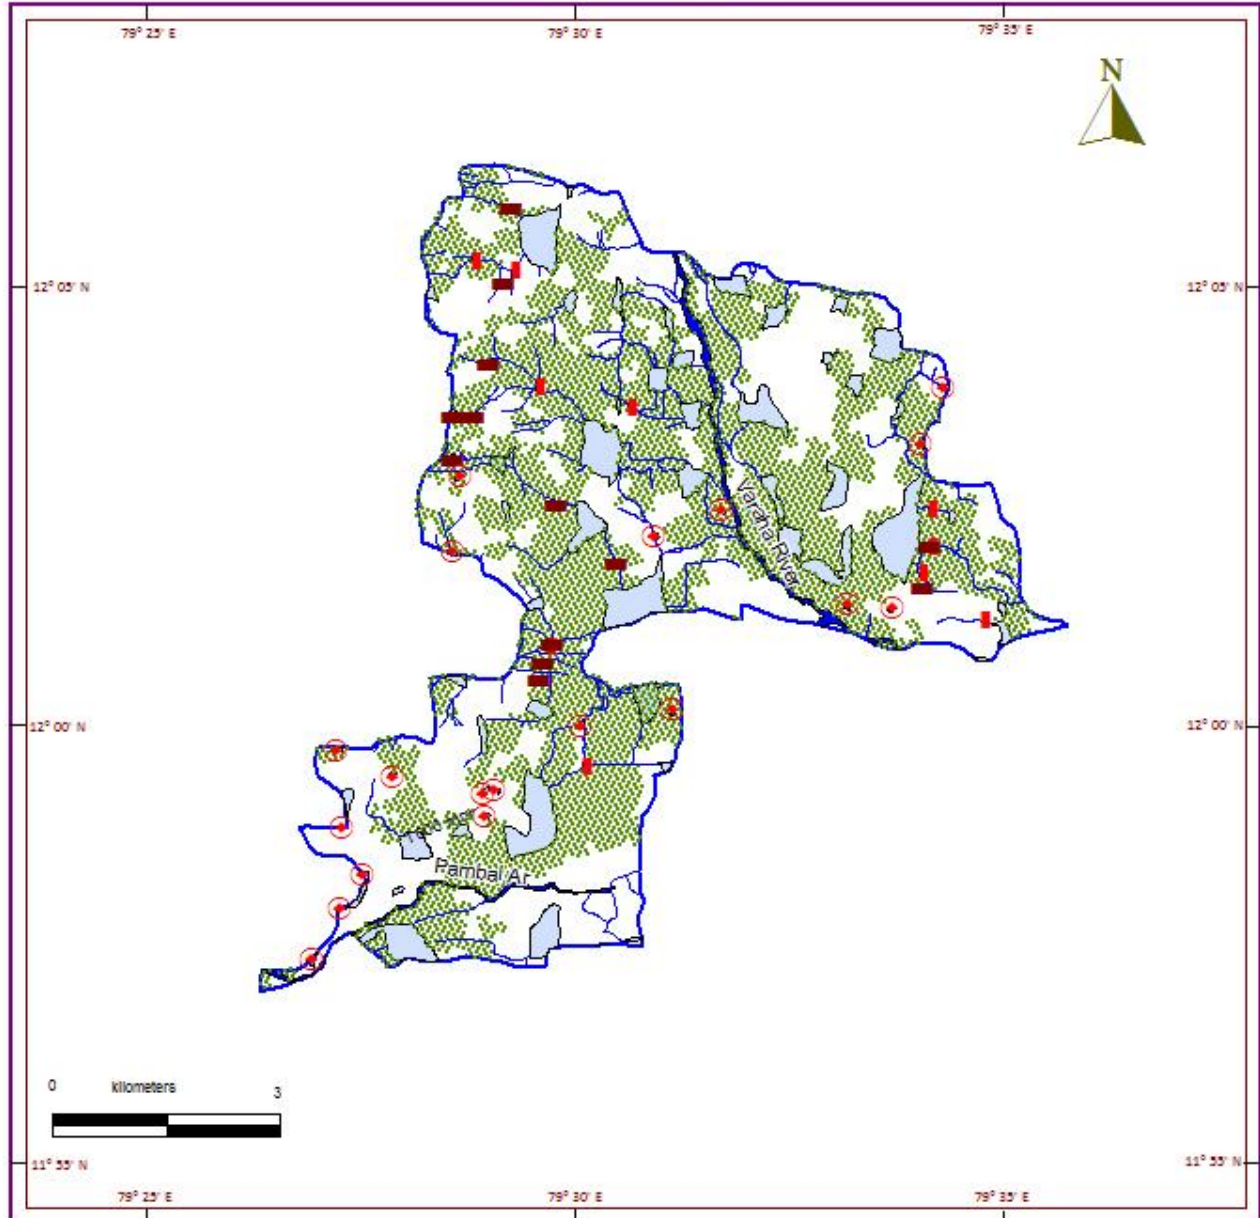 79° 25' E 79° 30' E 79° 35' E
N
12° 05' N 12° 05' N
Varaha River
12° 00' N 12° 00' N
Pambai Ar
0 kilometers 3
11° 55' N 11° 55' N
79° 25' E 79° 30' E 79° 35' E